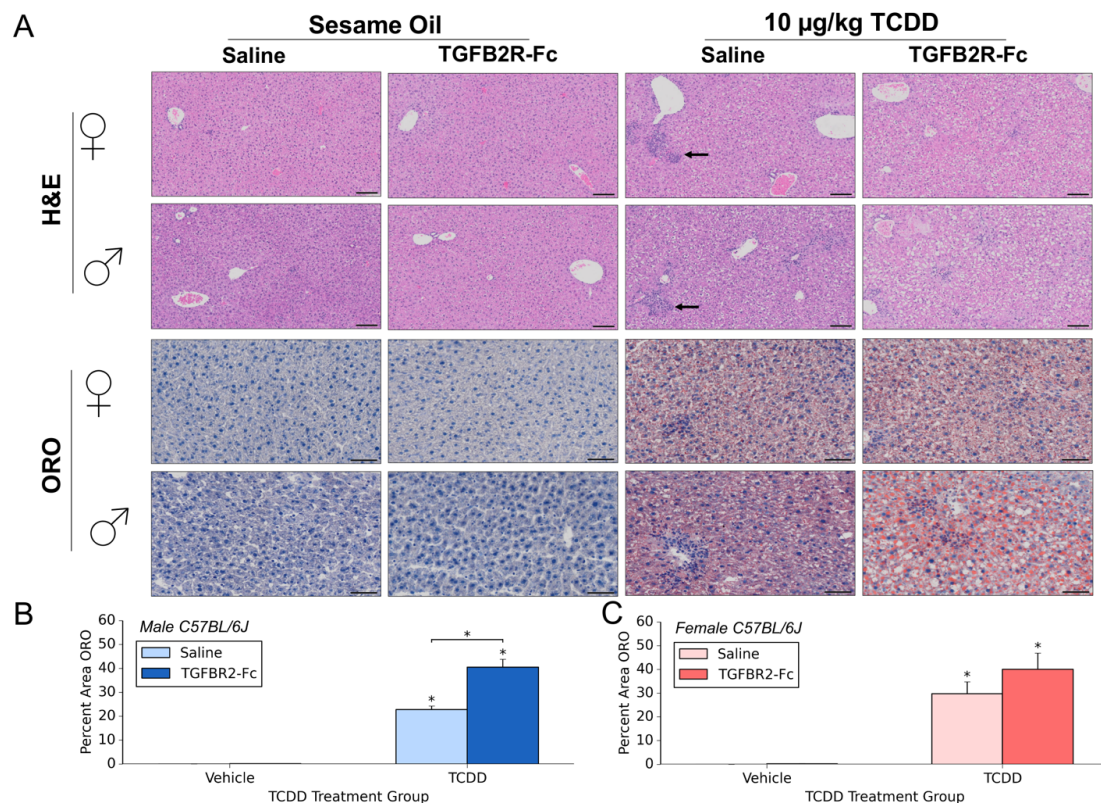 A
Sesame Oil
10 µg/kg TCDD
Saline
TGFB2R-Fc
Saline
TGFB2R-Fc
H&E
♀
♂
ORO
♀
♂
B
Male C57BL/6J
Saline
TGFBR2-Fc
Percent Area ORO
60
50
40
30
20
10
0
*
*
*
Vehicle
TCDD
TCDD Treatment Group
C
Female C57BL/6J
Saline
TGFBR2-Fc
Percent Area ORO
60
50
40
30
20
10
0
*
*
Vehicle
TCDD
TCDD Treatment Group